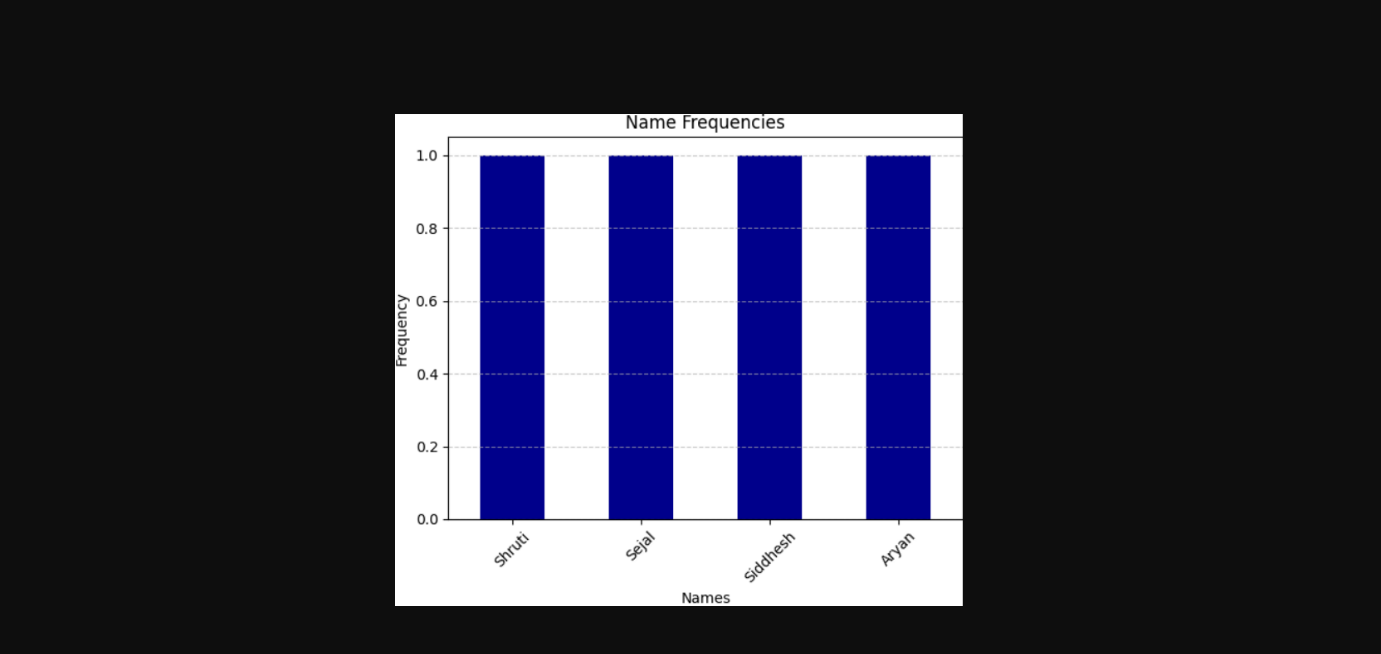 Name Frequencies
1.0
0.8
0.6
0.4
0.2
0.0
Frequency
Shruti
Sejal
Siddhesh
Aryan
Names